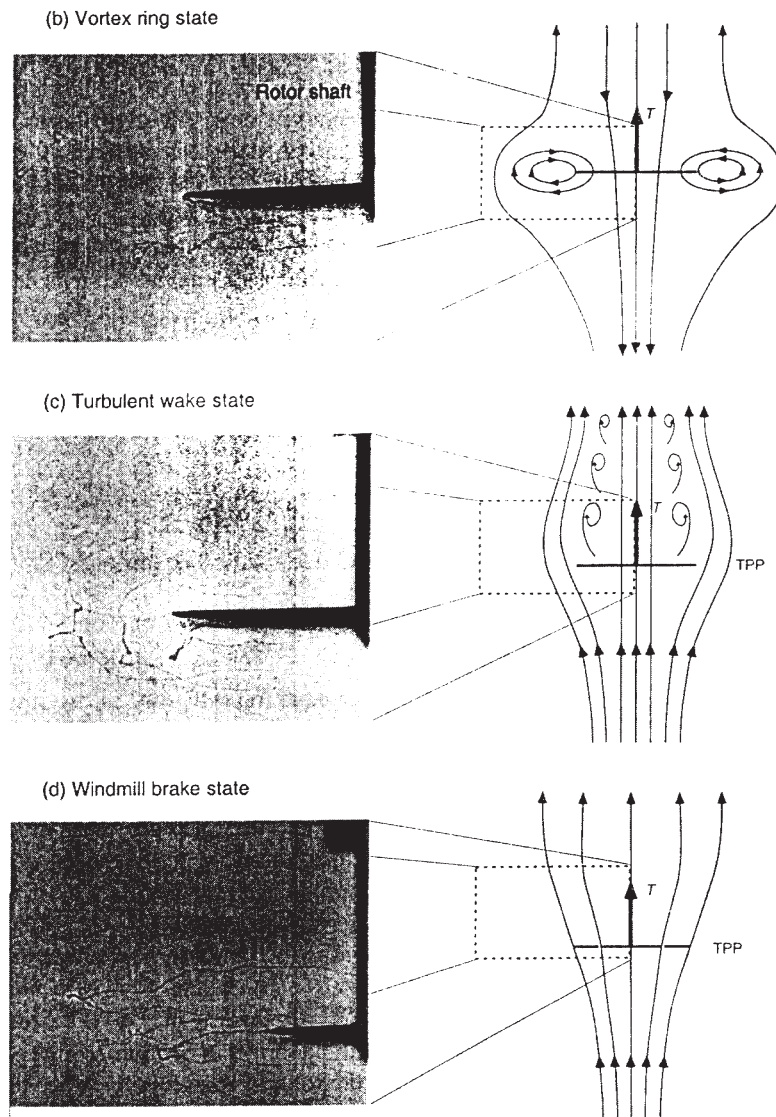 (b) Vortex ring state
Rotor shaft
T
(c) Turbulent wake state
T
TPP
(d) Windmill brake state
T
TPP